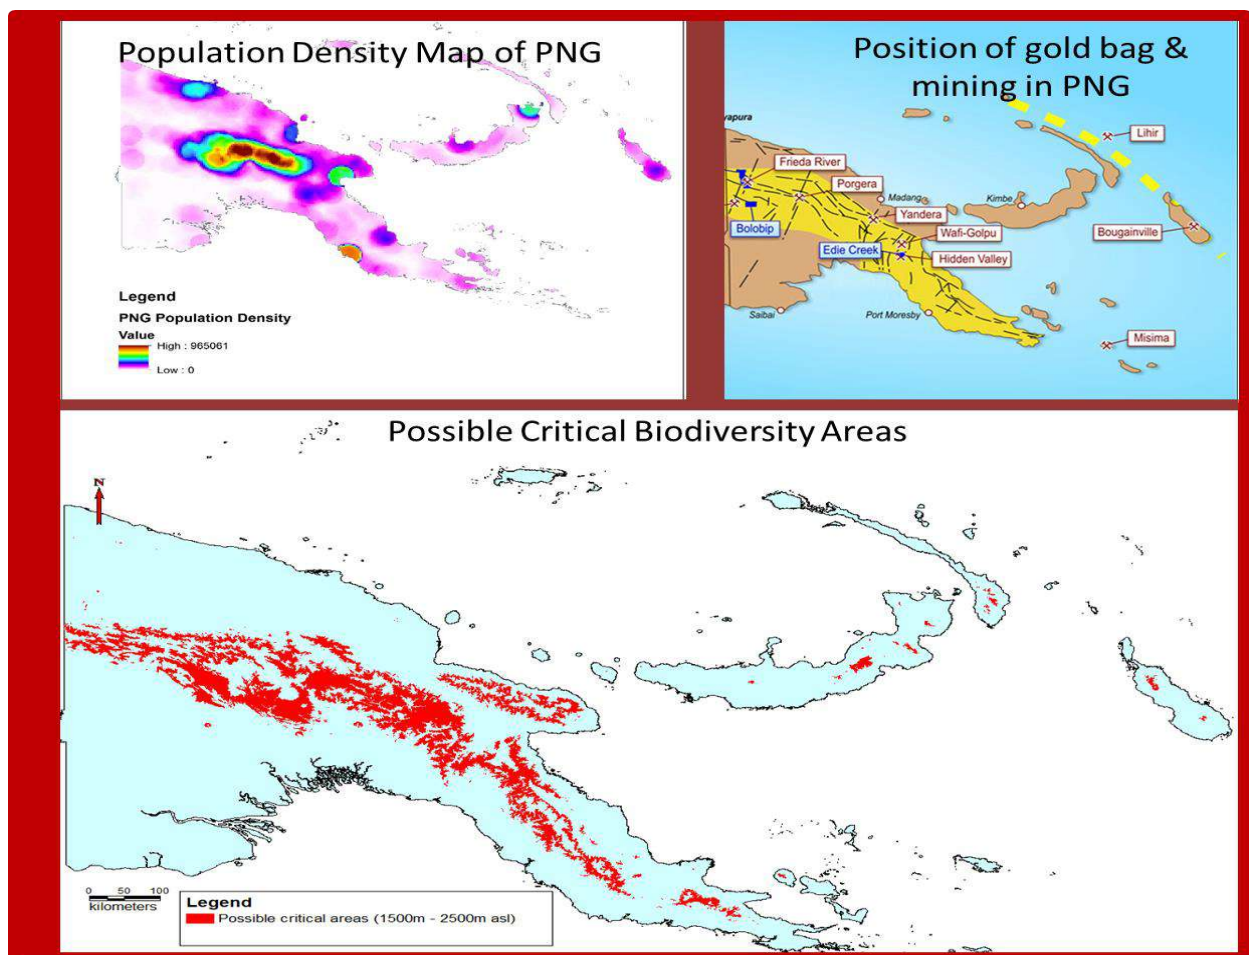 Population Density Map of PNG
Legend
PNG Population Density
Value
High : 965061
Low : 0
Position of gold bag &
mining in PNG
yapura
Lihir
Frieda River
Porgera
Madang
Kimbe
Yandera
Bolobip
Wafi-Golpu
Bougainville
Edie Creek
Hidden Valley
Saibai
Port Moresby
Misima
Possible Critical Biodiversity Areas
N
0 50 100
kilometers
Legend
Possible critical areas (1500m - 2500m asl)